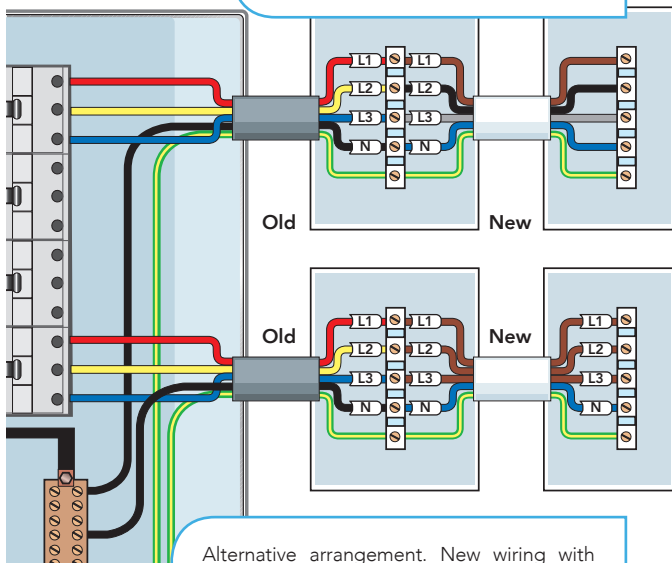 L1 L1
L2 L2
L3 L3
N N
Old New
Old New
L1 L1 L1
L2 L2 L2
L3 L3 L3
N N N
Alternative arrangement. New wiring with